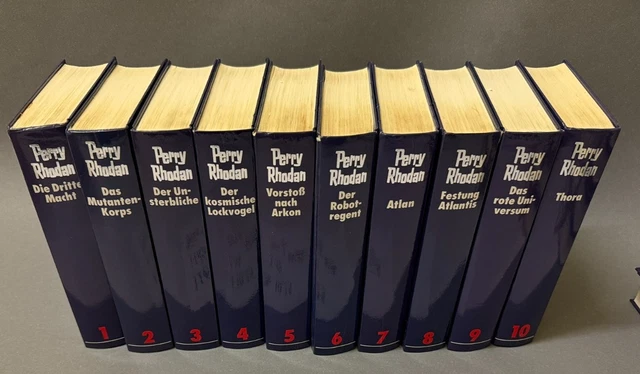 Perry
Rhodan
Die Dritte
Macht
1
Perry
Rhodan
Das
Mutanten-
Korps
2
Perry
Rhodan
Der Un-
sterbliche
3
Perry
Rhodan
Der
kosmische
Lockvogel
4
Perry
Rhodan
Vorstoß
nach
Arkon
5
Perry
Rhodan
Der
Robot-
regent
6
Perry
Rhodan
Atlan
7
Perry
Rhodan
Festung
Atlantis
8
Perry
Rhodan
Das
rote Uni-
versum
9
Perry
Rhodan
Thora
10